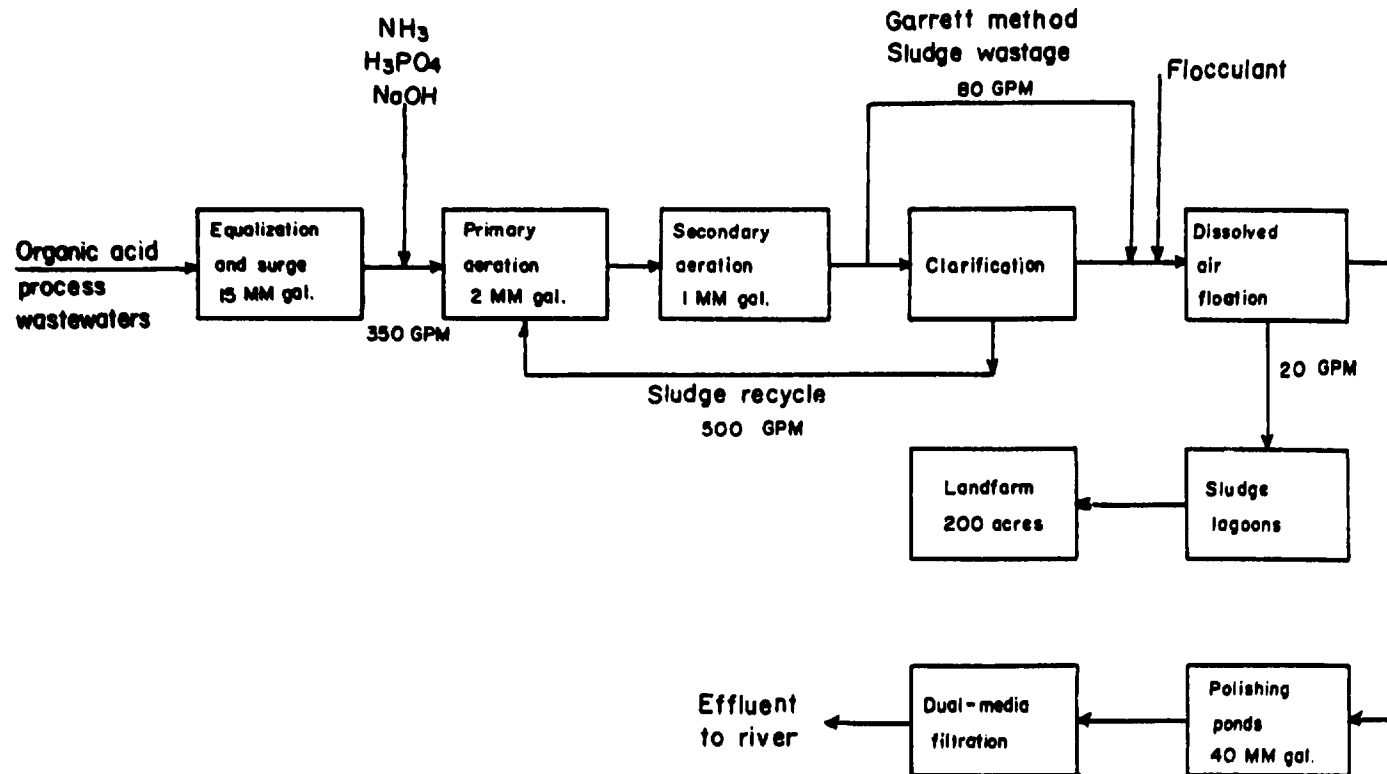 NH3
H3PO4
NaOH
Garrett method
Sludge wastage
80 GPM
Flocculant
Organic acid
process
wastewaters
Equalization
and surge
15 MM gal.
350 GPM
Primary
aeration
2 MM gal.
Secondary
aeration
1 MM gal.
Clarification
Dissolved
air
floation
Sludge recycle
500 GPM
20 GPM
Landfarm
200 acres
Sludge
lagoons
Effluent
to river
Dual-media
filtration
Polishing
ponds
40 MM gal.